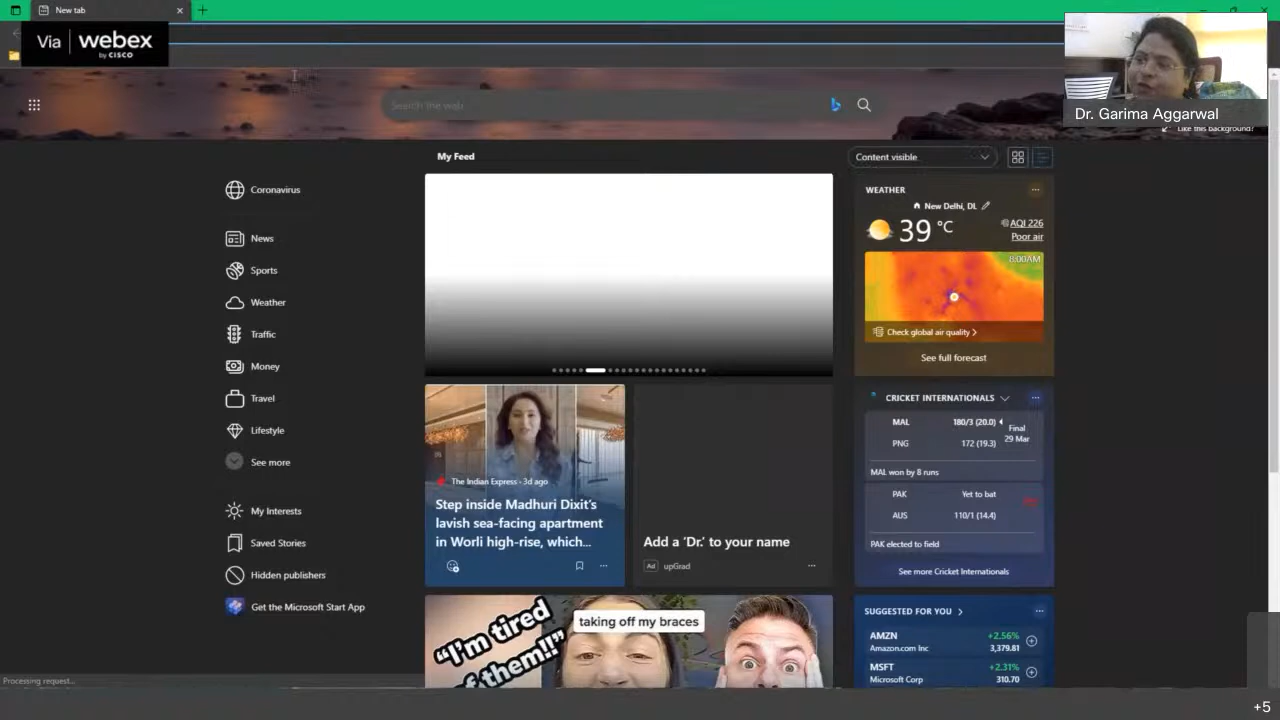 New tab
Via webex
by CISCO
Search the web
Dr. Garima Aggarwal
Like this background?
My Feed
Content visible
Coronavirus
News
Sports
Weather
Traffic
Money
Travel
Lifestyle
See more
My Interests
Saved Stories
Hidden publishers
Get the Microsoft Start App
The Indian Express · 3d ago
Step inside Madhuri Dixit's
lavish sea-facing apartment
in Worli high-rise, which...
Add a 'Dr.' to your name
Ad upGrad
"I'm tired
of them!!"
taking off my braces
WEATHER
New Delhi, DL
39 °C
AQI 226
Poor air
8:00AM
Check global air quality
See full forecast
CRICKET INTERNATIONALS
MAL 180/3 (20.0)
Final
29 Mar
PNG 172 (19.3)
MAL won by 8 runs
PAK Yet to bat
AUS 110/1 (14.4)
PAK elected to field
See more Cricket Internationals
SUGGESTED FOR YOU
AMZN +2.56%
Amazon.com Inc 3,379.81
MSFT +2.31%
Microsoft Corp 310.70
Processing request...
+5